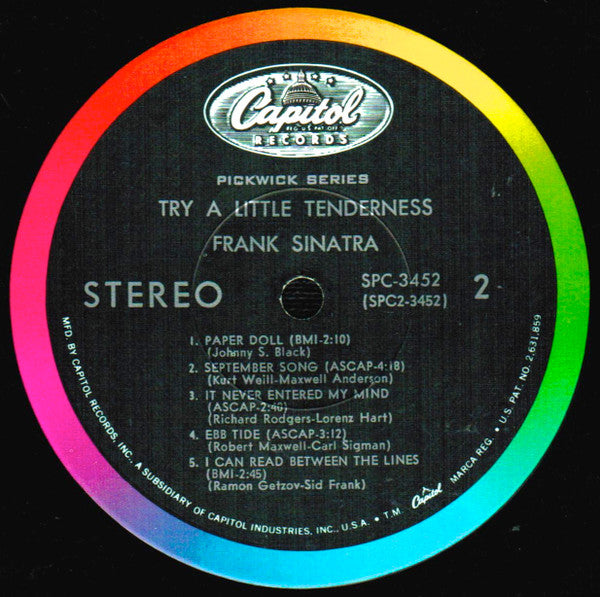 Capitol
REG. U.S. PAT. OFF.
RECORDS
PICKWICK SERIES
TRY A LITTLE TENDERNESS
FRANK SINATRA
STEREO
SPC-3452
(SPC2-3452)
2
1. PAPER DOLL (BMI-2:10)
(Johnny S. Black)
2. SEPTEMBER SONG (ASCAP-4:18)
(Kurt Weill-Maxwell Anderson)
3. IT NEVER ENTERED MY MIND
(ASCAP-2:46)
(Richard Rodgers-Lorenz Hart)
4. EBB TIDE (ASCAP-3:12)
(Robert Maxwell-Carl Sigman)
5. I CAN READ BETWEEN THE LINES
(BMI-2:45)
(Ramon Getzov-Sid Frank)
MFD. BY CAPITOL RECORDS, INC., A SUBSIDIARY OF CAPITOL INDUSTRIES, INC., U.S.A. • T.M. Capitol MARCA REG. • U.S. PAT. NO. 2,631,859